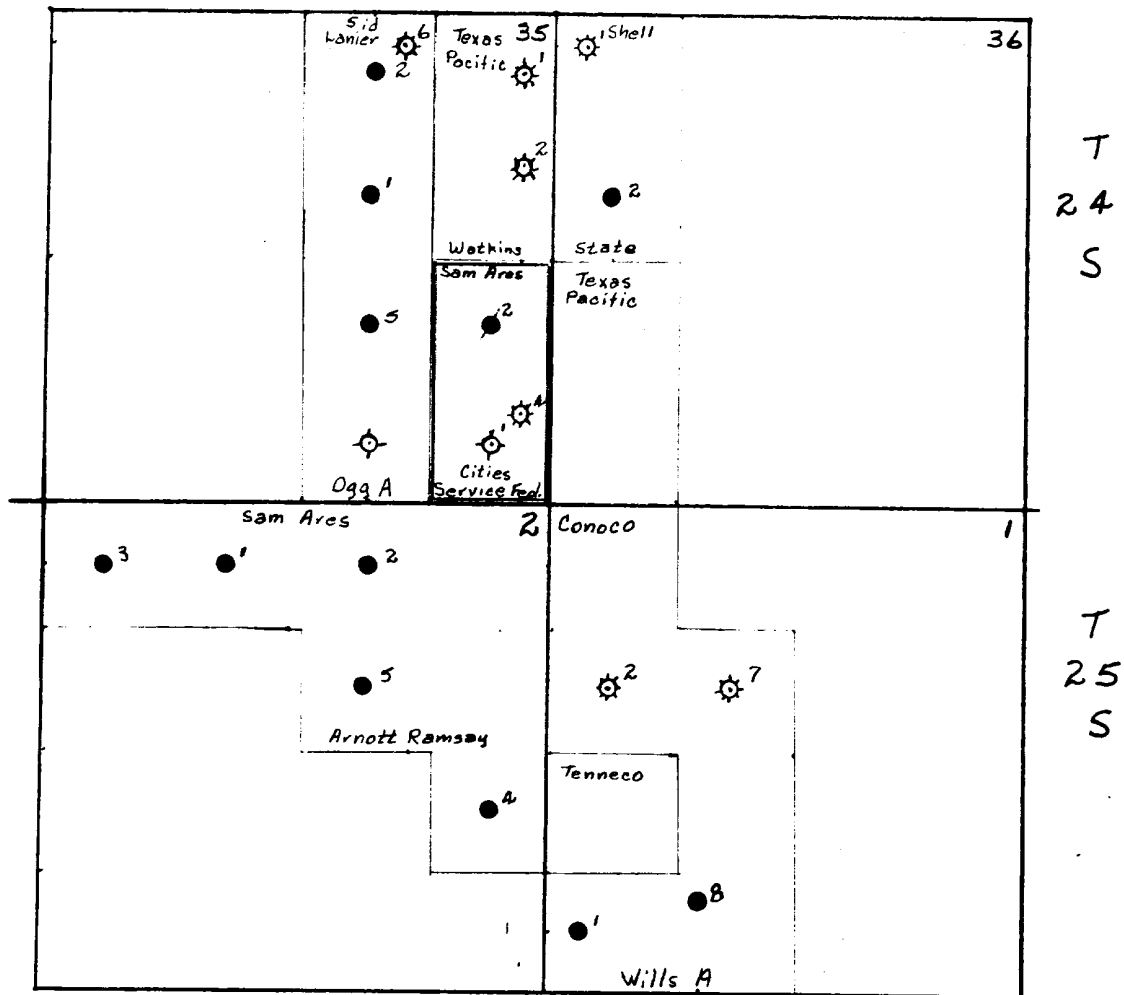 Sid
Lanier
6
2
1
5
Ogg A
Texas
Pacific
35
1
2
Watkins
Sam Ares
2
4
1
Cities
Service Fed.
1 Shell
2
State
Texas
Pacific
36
T
24
S
Sam Ares
2
3
1
2
5
Arnott Ramsay
4
Conoco
1
2
7
Tenneco
8
1
Wills A
T
25
S